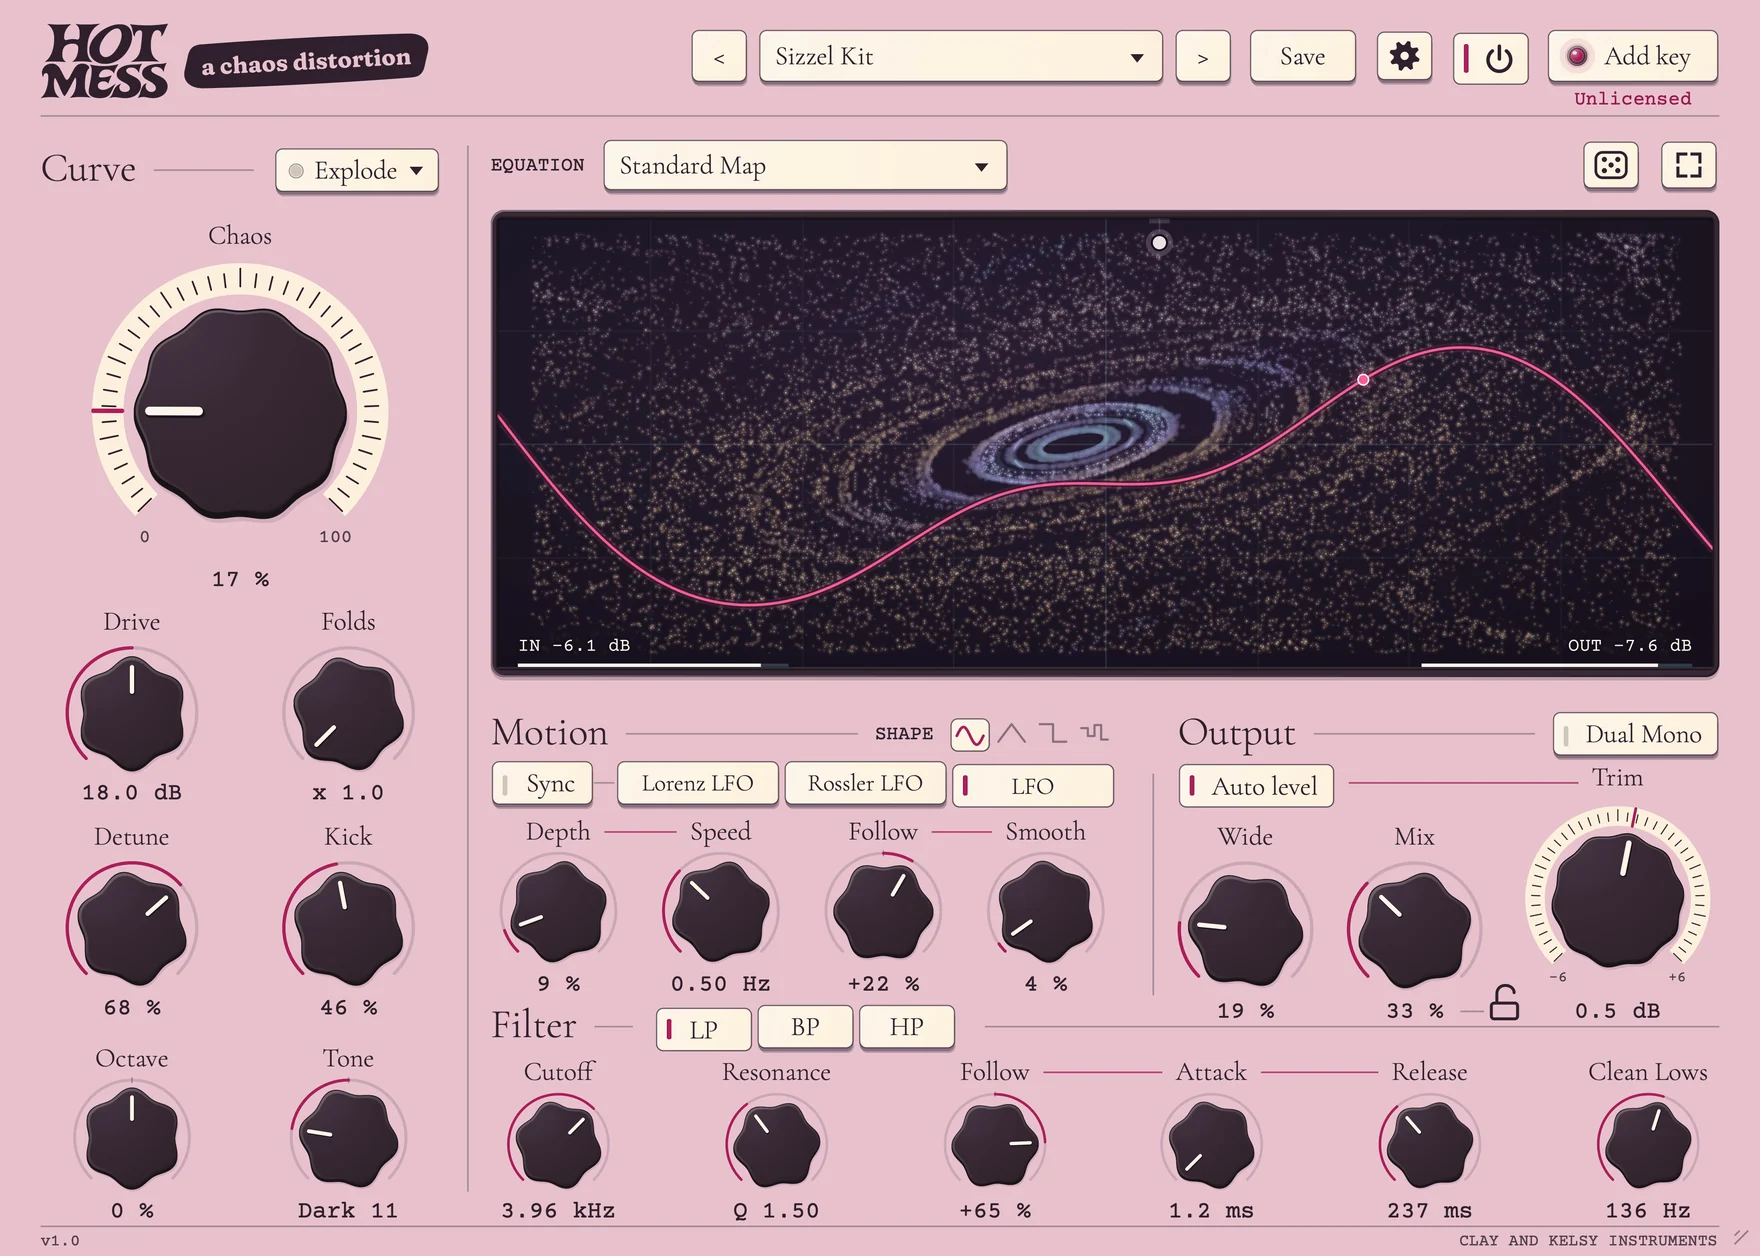 HOT MESS
a chaos distortion
<
Sizzel Kit
>
Save
Add key
Unlicensed
Curve
Explode
Chaos
0
100
17 %
Drive
Folds
18.0 dB
x 1.0
Detune
Kick
68 %
46 %
Octave
Tone
0 %
Dark 11
EQUATION
Standard Map
IN -6.1 dB
OUT -7.6 dB
Motion
SHAPE
Sync
Lorenz LFO
Rossler LFO
LFO
Depth
Speed
Follow
Smooth
9 %
0.50 Hz
+22 %
4 %
Output
Dual Mono
Auto level
Trim
Wide
Mix
-6
+6
19 %
33 %
0.5 dB
Filter
LP
BP
HP
Cutoff
Resonance
Follow
Attack
Release
Clean Lows
3.96 kHz
Q 1.50
+65 %
1.2 ms
237 ms
136 Hz
v1.0
CLAY AND KELSY INSTRUMENTS